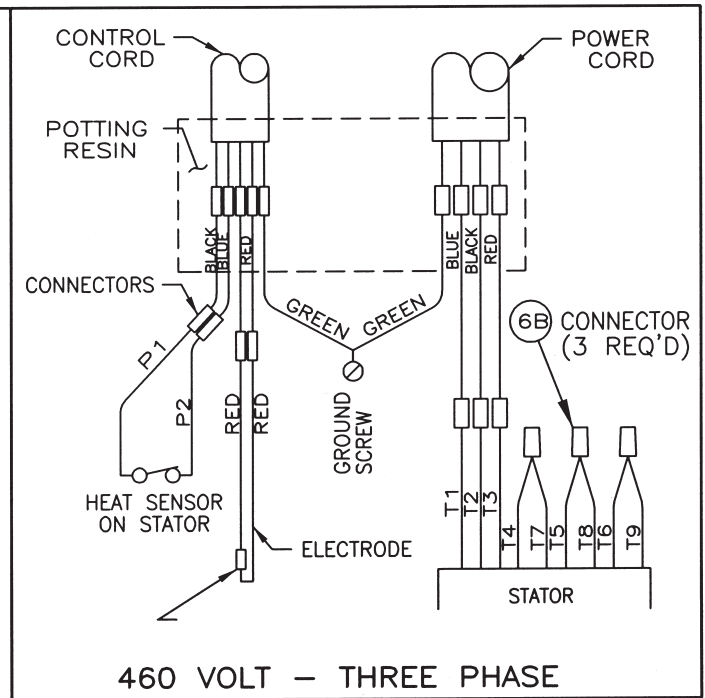 CONTROL
CORD
POWER
CORD
POTTING
RESIN
BLACK
BLUE
RED
BLUE
BLACK
RED
CONNECTORS
GREEN
GREEN
6B
CONNECTOR
(3 REQ'D)
P1
P2
RED
RED
GROUND
SCREW
HEAT SENSOR
ON STATOR
ELECTRODE
T1
T2
T3
T4
T7
T5
T8
T6
T9
STATOR
460 VOLT – THREE PHASE